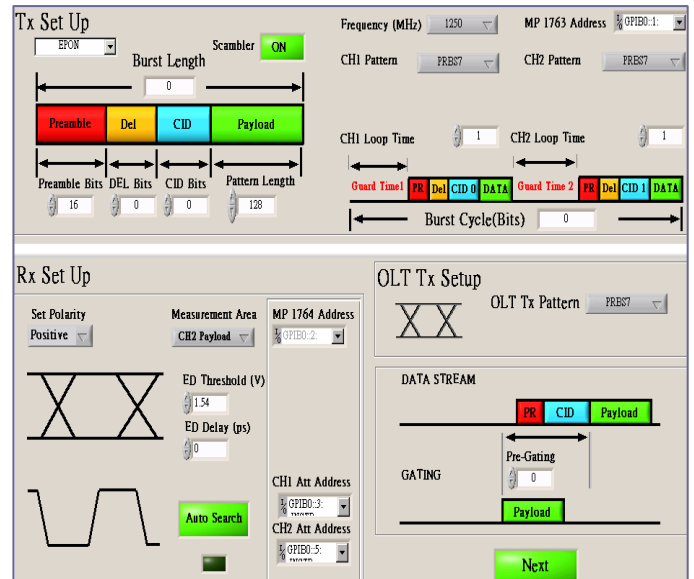 Tx Set Up
EPON
Scambler ON
Burst Length
0
Preamble Del CID Payload
Preamble Bits DEL Bits CID Bits Pattern Length
16 0 0 128
Frequency (MHz) 1250 MP 1763 Address GPIB0::1:
CH1 Pattern PRBS7 CH2 Pattern PRBS7
CH1 Loop Time 1 CH2 Loop Time 1
Guard Time1 PR Del CID 0 DATA Guard Time 2 PR Del CID 1 DATA
Burst Cycle(Bits) 0
Rx Set Up
Set Polarity Measurement Area MP 1764 Address
Positive CH2 Payload GPIB0::2:
ED Threshold (V)
1.54
ED Delay (ps)
0
Auto Search
CH1 Att Address
GPIB0::3:
CH2 Att Address
GPIB0::5:
OLT Tx Setup
OLT Tx Pattern PRBS7
DATA STREAM
PR CID Payload
Pre-Gating
GATING 0
Payload
Next